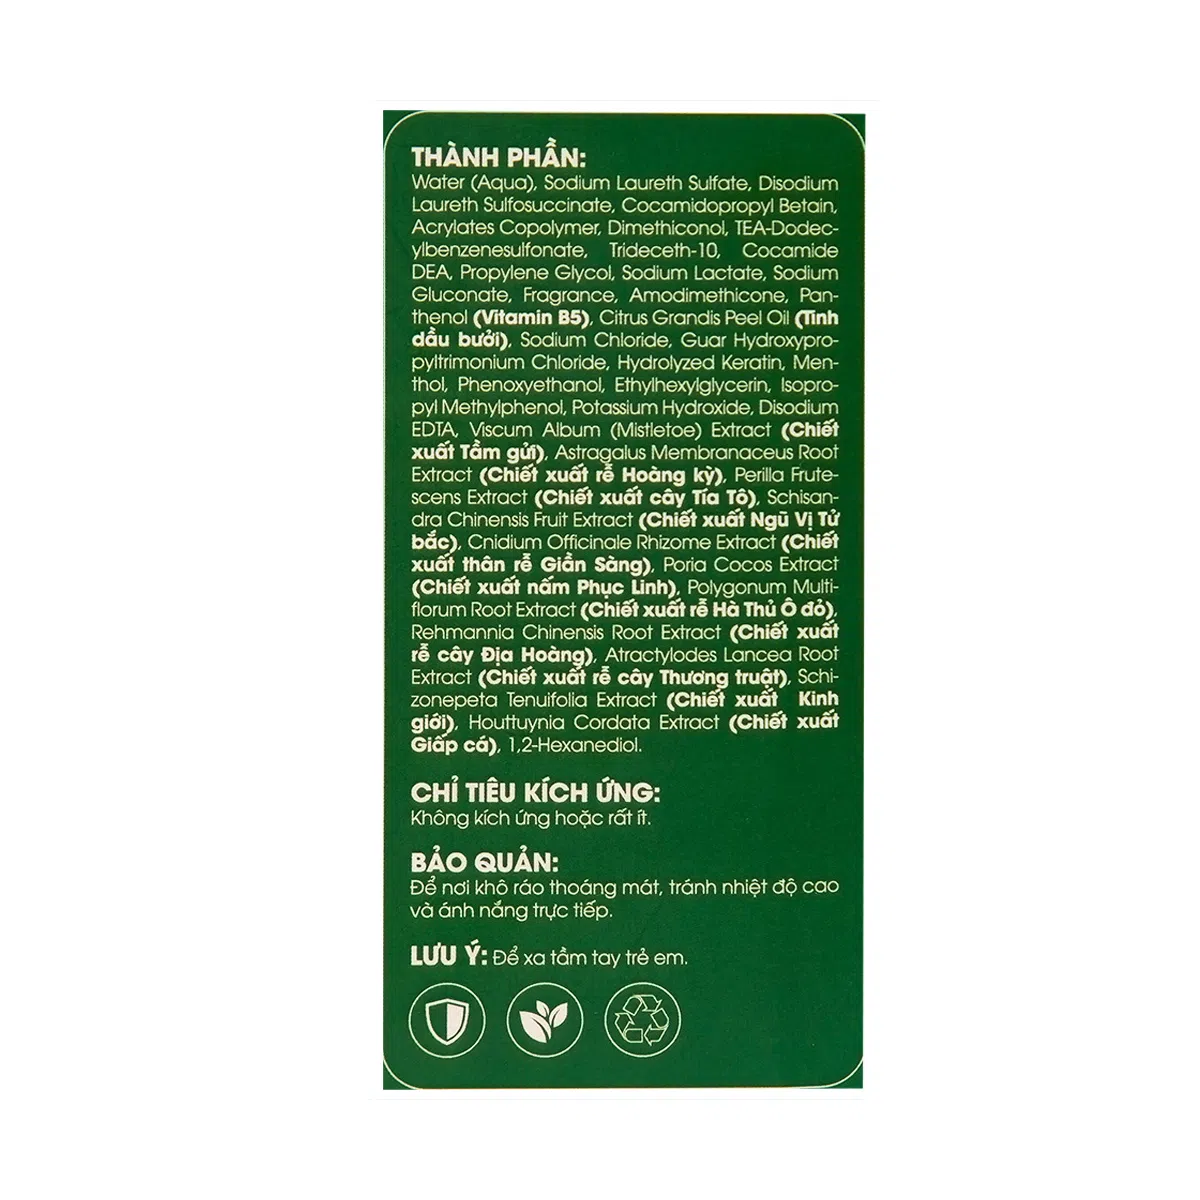 THÀNH PHẦN:
Water (Aqua), Sodium Laureth Sulfate, Disodium
Laureth Sulfosuccinate, Cocamidopropyl Betain,
Acrylates Copolymer, Dimethiconol, TEA-Dodec-
ylbenzenesulfonate, Trideceth-10, Cocamide
DEA, Propylene Glycol, Sodium Lactate, Sodium
Gluconate, Fragrance, Amodimethicone, Pan-
thenol (Vitamin B5), Citrus Grandis Peel Oil (Tinh
dầu bưởi), Sodium Chloride, Guar Hydroxypro-
pyltrimonium Chloride, Hydrolyzed Keratin, Men-
thol, Phenoxyethanol, Ethylhexylglycerin, Isopro-
pyl Methylphenol, Potassium Hydroxide, Disodium
EDTA, Viscum Album (Mistletoe) Extract (Chiết
xuất Tầm gửi), Astragalus Membranaceus Root
Extract (Chiết xuất rễ Hoàng kỳ), Perilla Frute-
scens Extract (Chiết xuất cây Tía Tô), Schisan-
dra Chinensis Fruit Extract (Chiết xuất Ngũ Vị Tử
bắc), Cnidium Officinale Rhizome Extract (Chiết
xuất thân rễ Giần Sàng), Poria Cocos Extract
(Chiết xuất nấm Phục Linh), Polygonum Multi-
florum Root Extract (Chiết xuất rễ Hà Thủ Ô đỏ),
Rehmannia Chinensis Root Extract (Chiết xuất
rễ cây Địa Hoàng), Atractylodes Lancea Root
Extract (Chiết xuất rễ cây Thương truật), Schi-
zonepeta Tenuifolia Extract (Chiết xuất Kinh
giới), Houttuynia Cordata Extract (Chiết xuất
Giấp cá), 1,2-Hexanediol.
CHỈ TIÊU KÍCH ỨNG:
Không kích ứng hoặc rất ít.
BẢO QUẢN:
Để nơi khô ráo thoáng mát, tránh nhiệt độ cao
và ánh nắng trực tiếp.
LƯU Ý: Để xa tầm tay trẻ em.